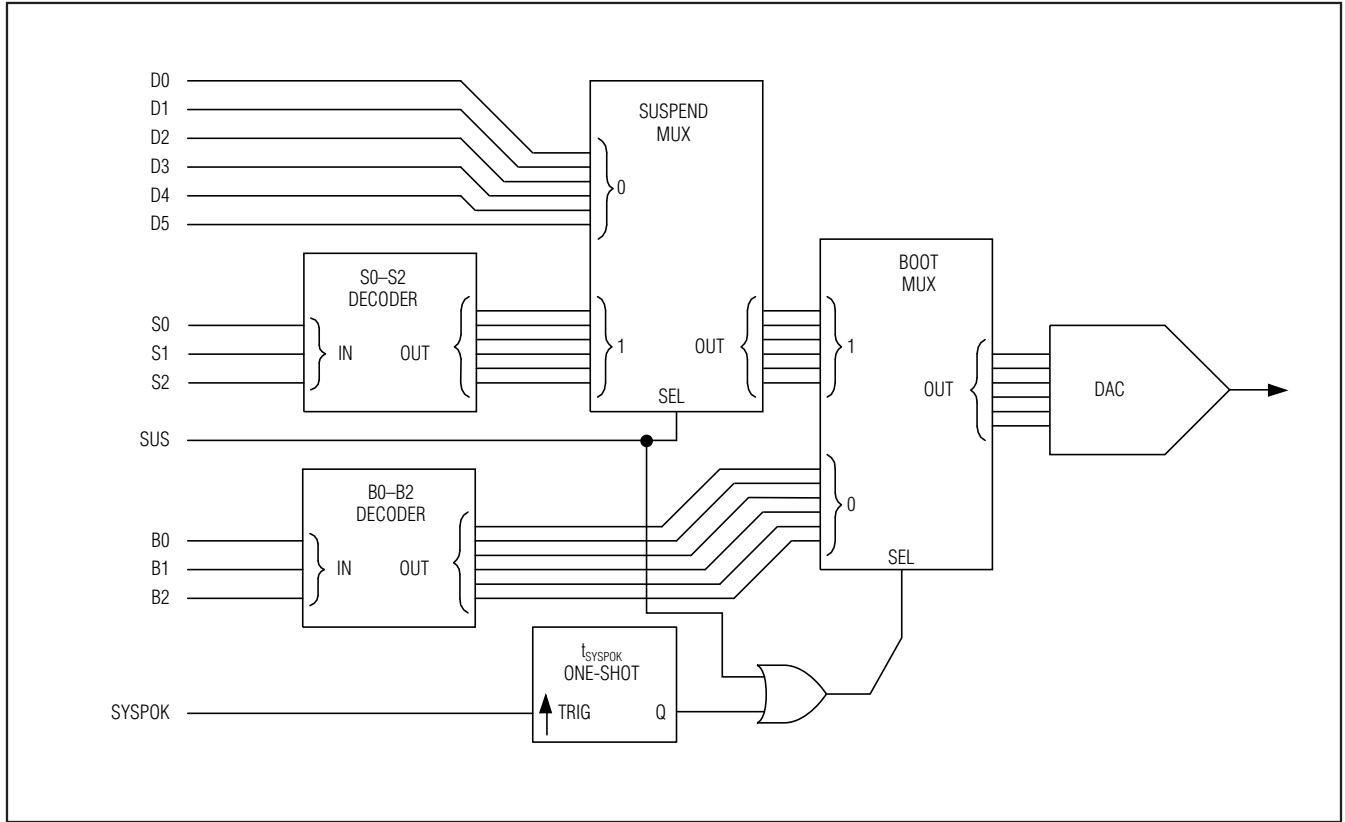 D0
D1
D2
D3
D4
D5
SUSPEND
MUX
0
1
OUT
SEL
S0–S2
DECODER
S0
S1
S2
IN OUT
SUS
BOOT
MUX
1
OUT
0
SEL
DAC
B0–B2
DECODER
B0
B1
B2
IN OUT
tSYSPOK
ONE-SHOT
SYSPOK
TRIG Q